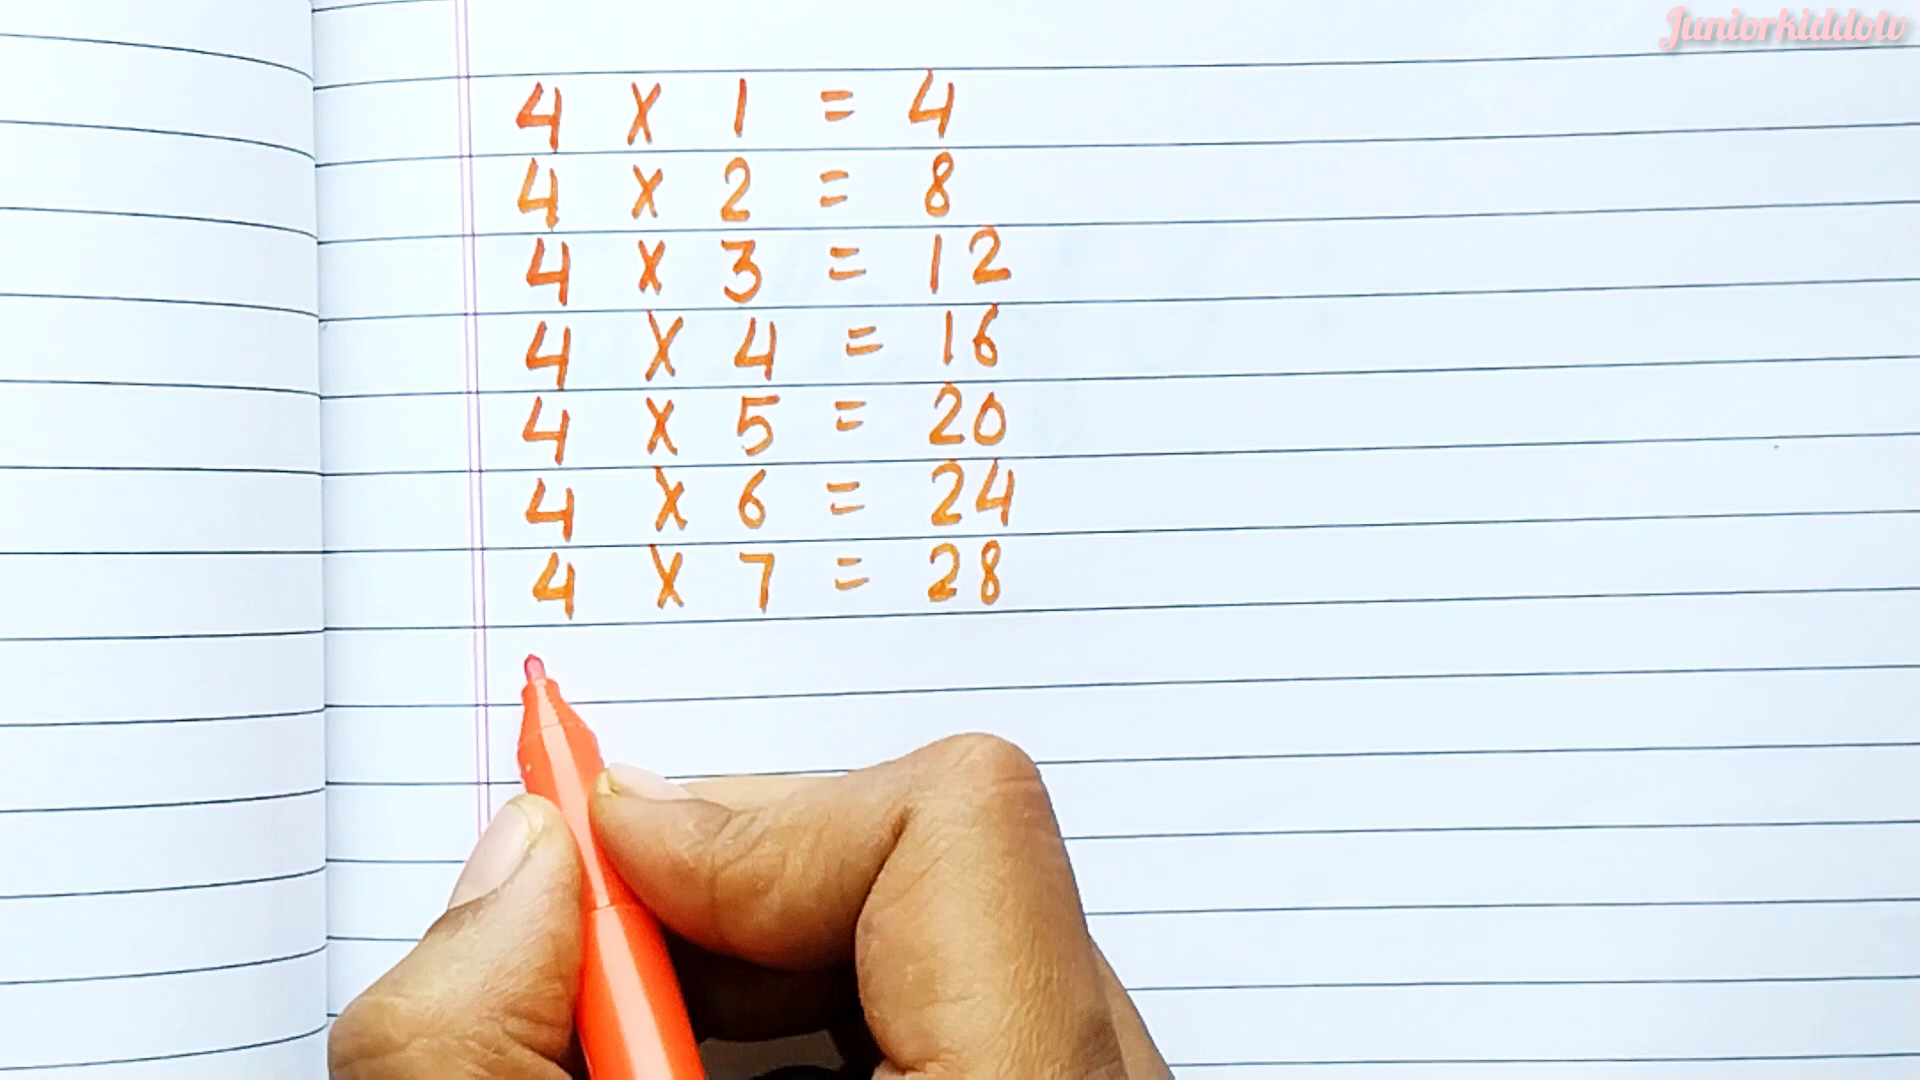 Juniorkiddotv
4 X 1 = 4
4 X 2 = 8
4 X 3 = 12
4 X 4 = 16
4 X 5 = 20
4 X 6 = 24
4 X 7 = 28